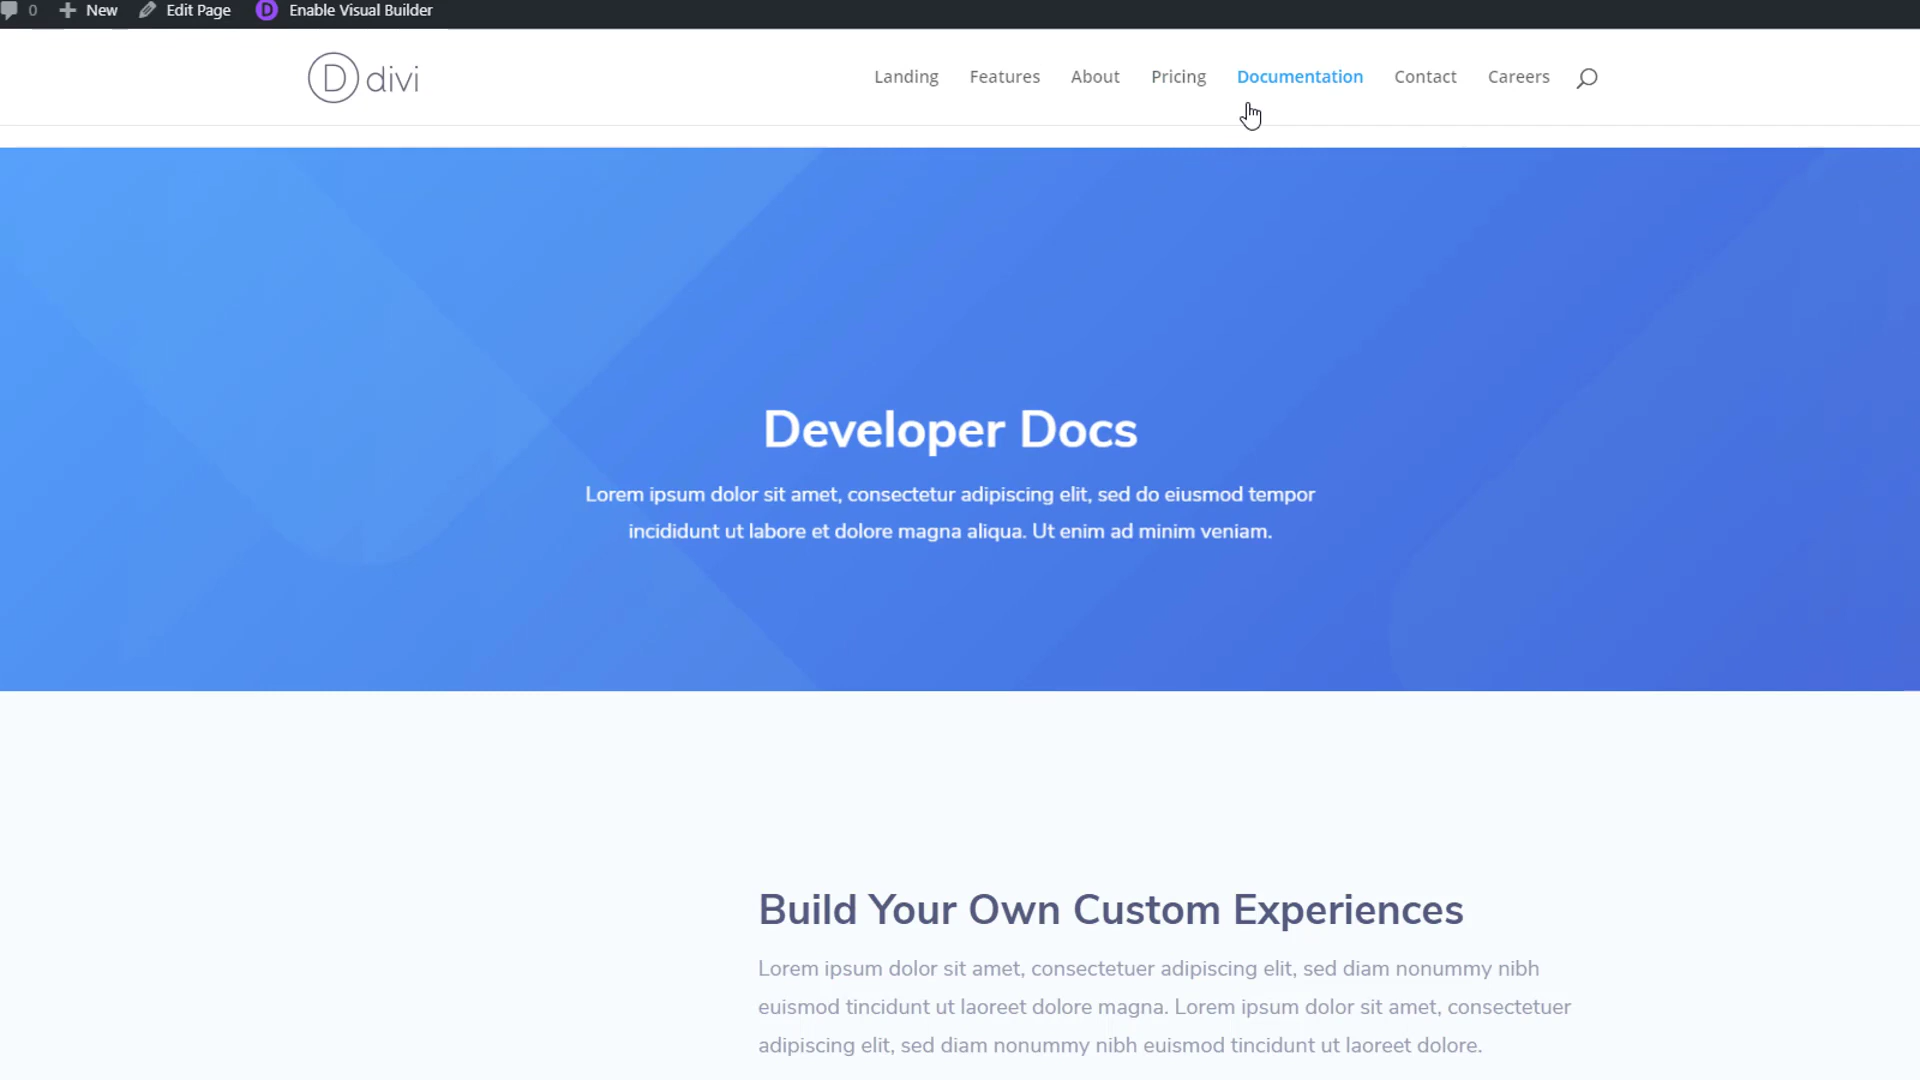 0 New Edit Page D Enable Visual Builder
D divi
Landing Features About Pricing Documentation Contact Careers
Developer Docs
Lorem ipsum dolor sit amet, consectetur adipiscing elit, sed do eiusmod tempor
incididunt ut labore et dolore magna aliqua. Ut enim ad minim veniam.
Build Your Own Custom Experiences
Lorem ipsum dolor sit amet, consectetuer adipiscing elit, sed diam nonummy nibh
euismod tincidunt ut laoreet dolore magna. Lorem ipsum dolor sit amet, consectetuer
adipiscing elit, sed diam nonummy nibh euismod tincidunt ut laoreet dolore.